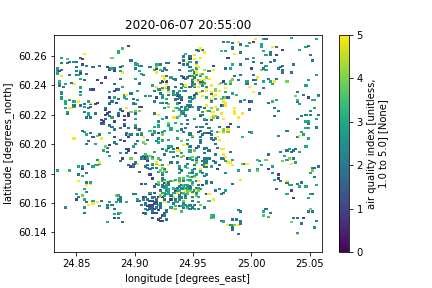 2020-06-07 20:55:00
60.26
60.24
60.22
60.20
60.18
60.16
60.14
latitude [degrees_north]
24.85 24.90 24.95 25.00 25.05
longitude [degrees_east]
5
4
3
2
1
0
air quality index [unitless,
1.0 to 5.0] [None]